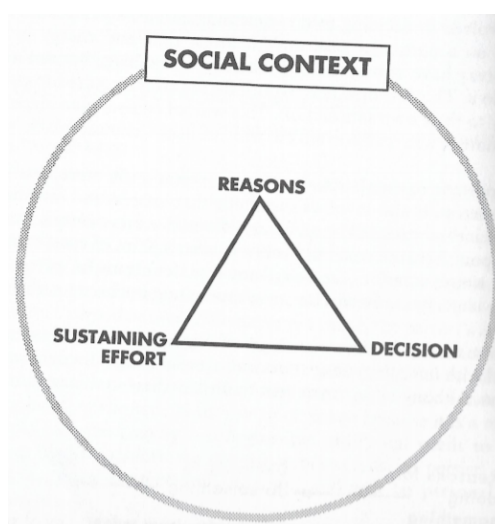 SOCIAL CONTEXT
REASONS
SUSTAINING
EFFORT
DECISION